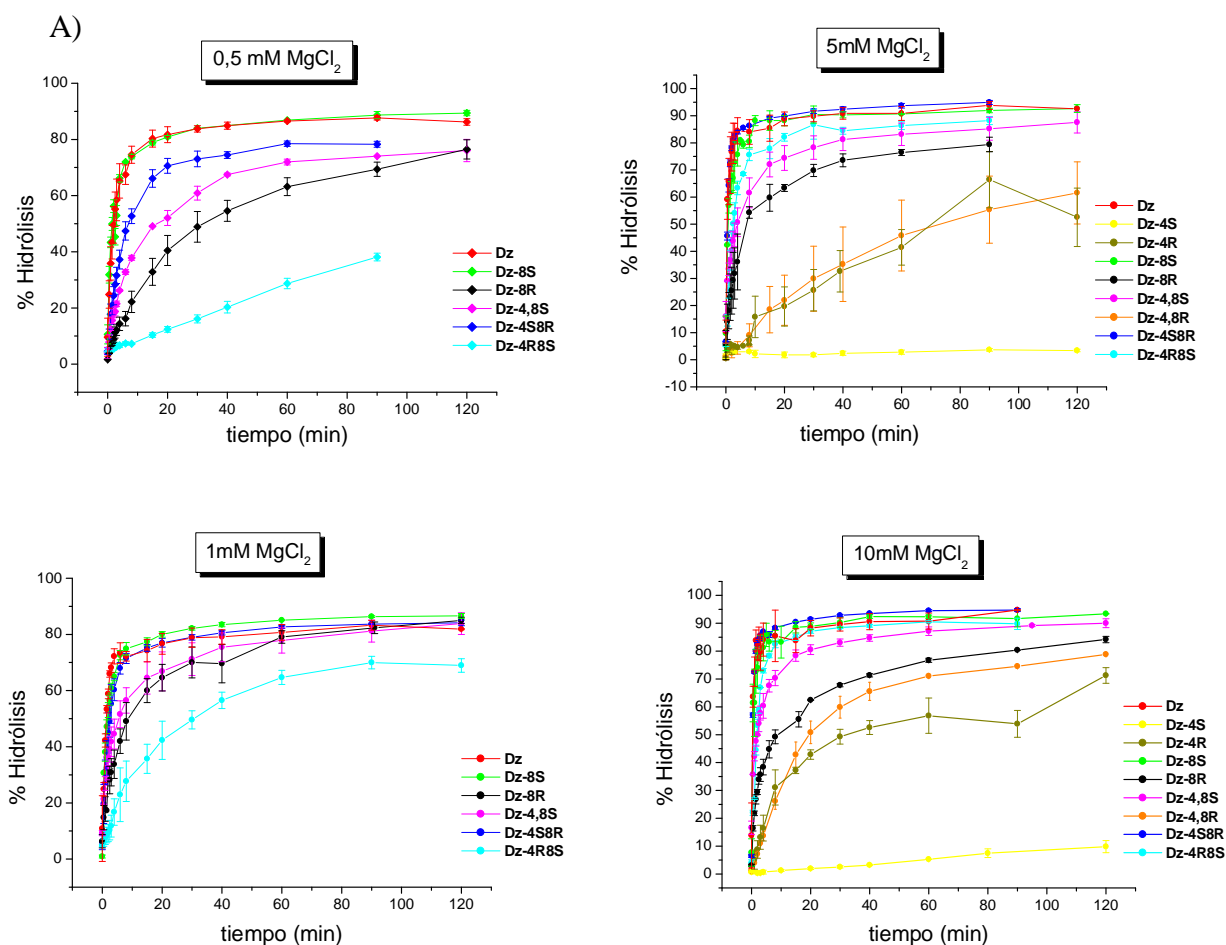 A)
0,5 mM MgCl2
% Hidrólisis
100
80
60
40
20
0
0 20 40 60 80 100 120
tiempo (min)
Dz
Dz-8S
Dz-8R
Dz-4,8S
Dz-4S8R
Dz-4R8S
5mM MgCl2
% Hidrólisis
100
90
80
70
60
50
40
30
20
10
0
-10
0 20 40 60 80 100 120
tiempo (min)
Dz
Dz-4S
Dz-4R
Dz-8S
Dz-8R
Dz-4,8S
Dz-4,8R
Dz-4S8R
Dz-4R8S
1mM MgCl2
% Hidrólisis
100
80
60
40
20
0
0 20 40 60 80 100 120
tiempo (min)
Dz
Dz-8S
Dz-8R
Dz-4,8S
Dz-4S8R
Dz-4R8S
10mM MgCl2
% Hidrólisis
100
90
80
70
60
50
40
30
20
10
0
0 20 40 60 80 100 120
tiempo (min)
Dz
Dz-4S
Dz-4R
Dz-8S
Dz-8R
Dz-4,8S
Dz-4,8R
Dz-4S8R
Dz-4R8S